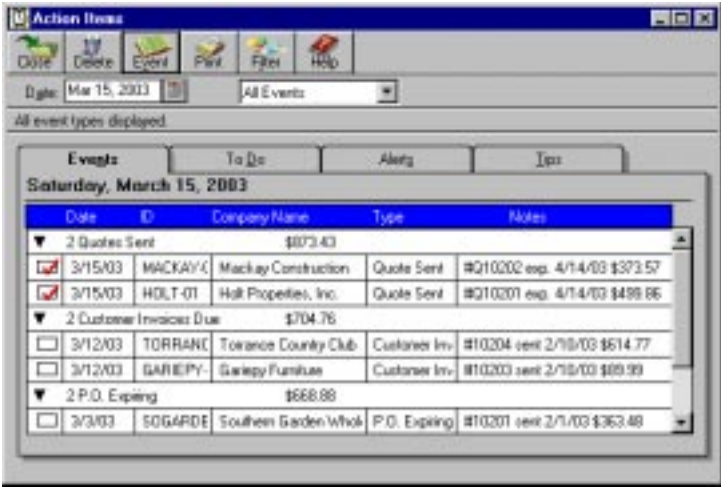 Action Items
Close Delete Event Print Filter Help
Date: Mar 15, 2003 All Events
All event types displayed.
Events To Do Alerts Tips
Saturday, March 15, 2003
Date ID Company Name Type Notes
2 Quotes Sent $873.43
3/15/03 MACKAY-C Mackay Construction Quote Sent #Q10202 exp. 4/14/03 $373.57
3/15/03 HOLT-01 Holt Properties, Inc. Quote Sent #Q10201 exp. 4/14/03 $499.86
2 Customer Invoices Due $704.76
3/12/03 TORRANC Torrance Country Club Customer Inv #10204 sent 2/10/03 $614.77
3/12/03 GARIEPY- Gariepy Furniture Customer Inv #10203 sent 2/10/03 $89.99
2 P.O. Expiring $668.88
3/3/03 SOGARDE Southern Garden Whole P.O. Expiring #10201 sent 2/1/03 $363.48